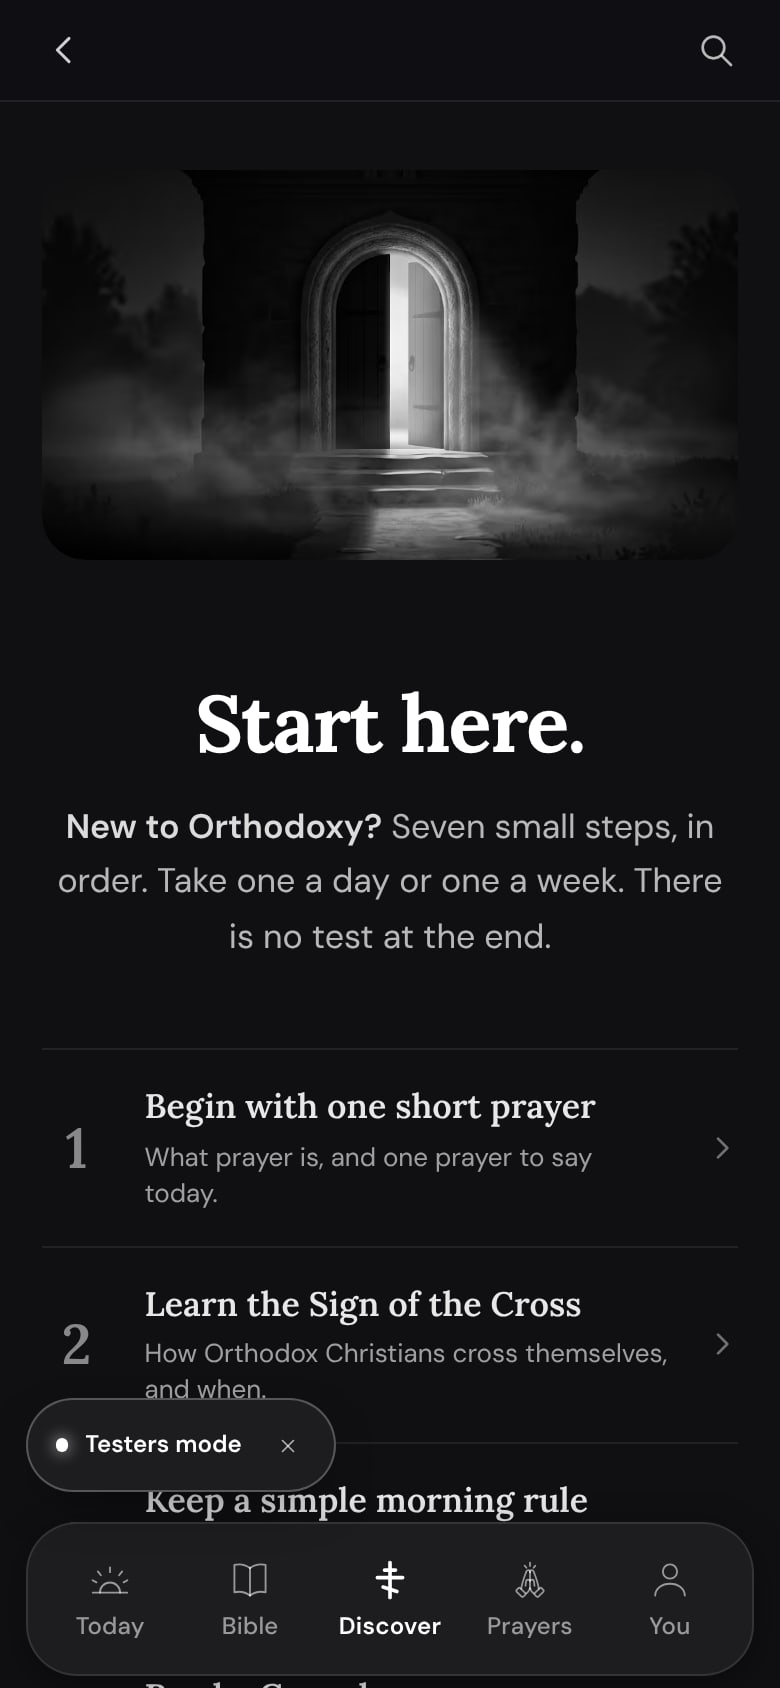 Start here.
New to Orthodoxy? Seven small steps, in
order. Take one a day or one a week. There
is no test at the end.
1
Begin with one short prayer
What prayer is, and one prayer to say
today.
2
Learn the Sign of the Cross
How Orthodox Christians cross themselves,
and when.
Testers mode
Keep a simple morning rule
Today
Bible
Discover
Prayers
You